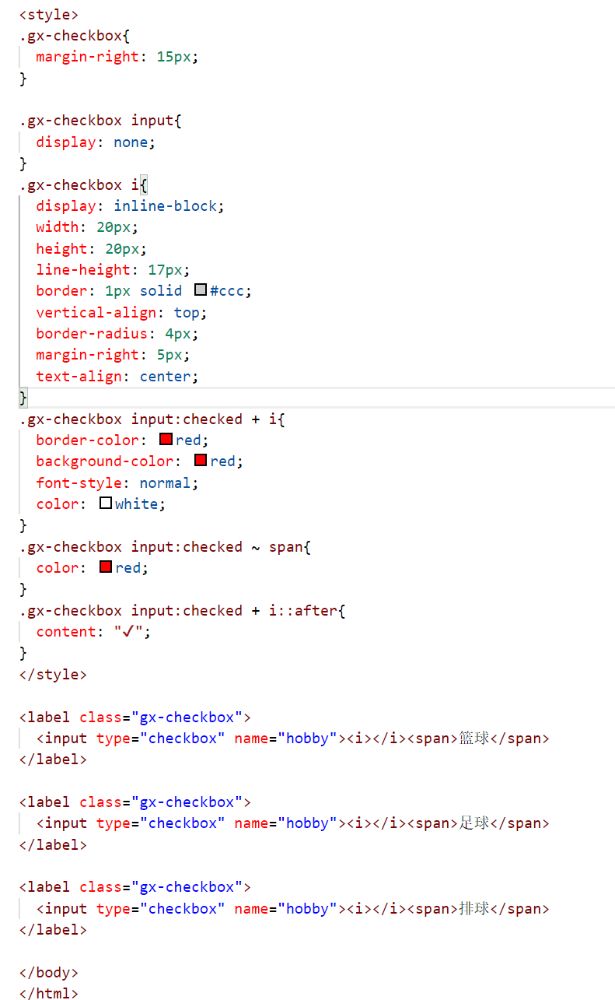 <style>
.gx-checkbox{
  margin-right: 15px;
}

.gx-checkbox input{
  display: none;
}
.gx-checkbox i{
  display: inline-block;
  width: 20px;
  height: 20px;
  line-height: 17px;
  border: 1px solid #ccc;
  vertical-align: top;
  border-radius: 4px;
  margin-right: 5px;
  text-align: center;
}
.gx-checkbox input:checked + i{
  border-color: red;
  background-color: red;
  font-style: normal;
  color: white;
}
.gx-checkbox input:checked ~ span{
  color: red;
}
.gx-checkbox input:checked + i::after{
  content: "✓";
}
</style>

<label class="gx-checkbox">
  <input type="checkbox" name="hobby"><i></i><span>篮球</span>
</label>

<label class="gx-checkbox">
  <input type="checkbox" name="hobby"><i></i><span>足球</span>
</label>

<label class="gx-checkbox">
  <input type="checkbox" name="hobby"><i></i><span>排球</span>
</label>

</body>
</html>